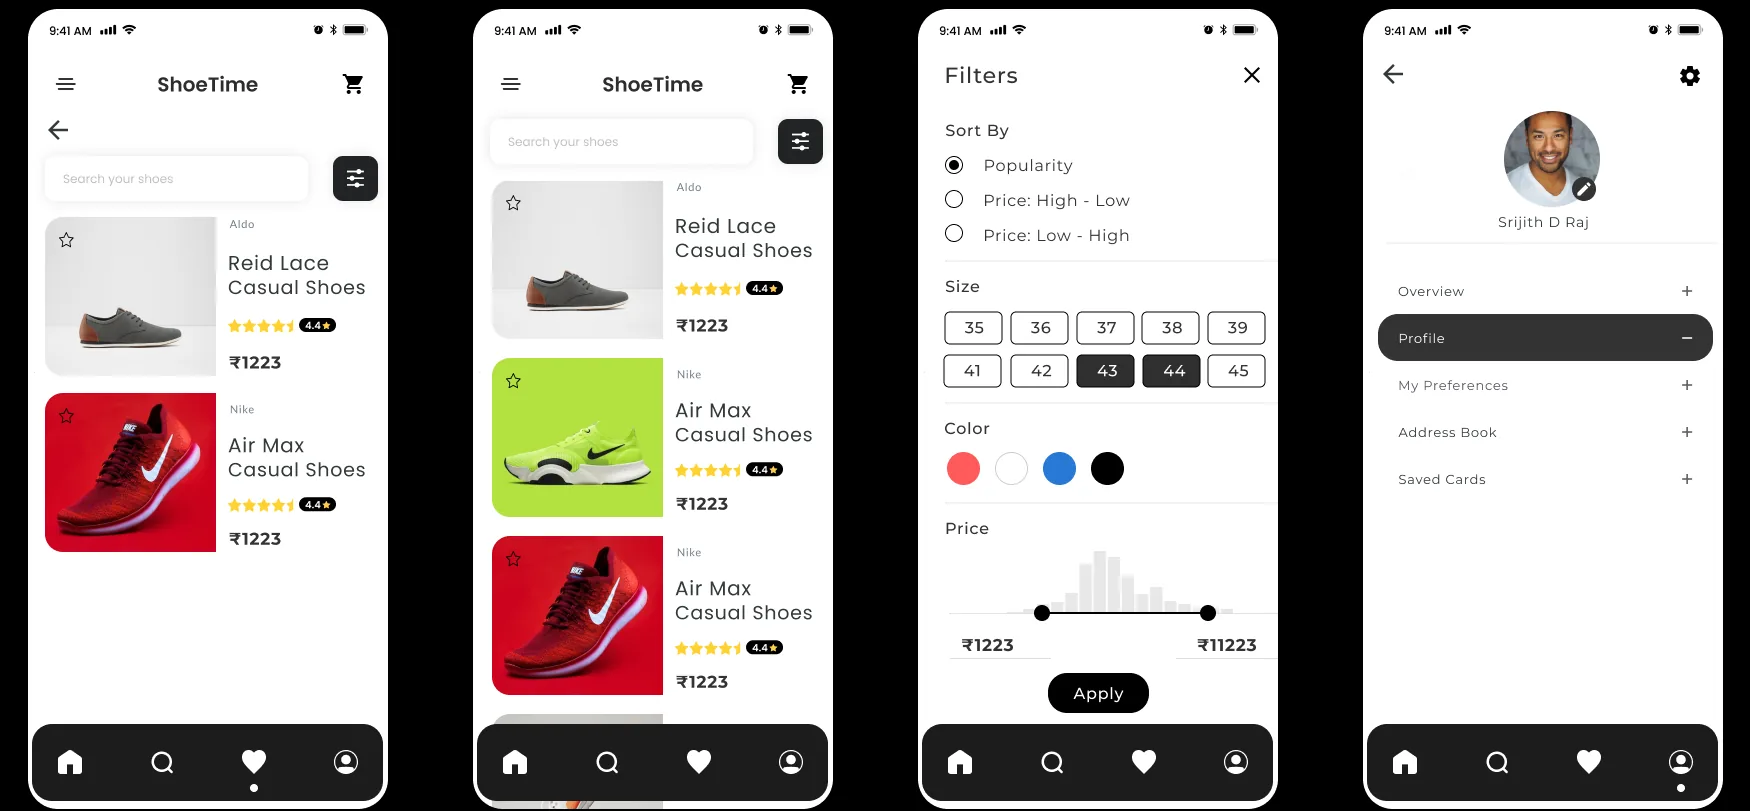 9:41 AM
ShoeTime
Search your shoes
Aldo
Reid Lace
Casual Shoes
4.4
₹1223
NIKE
Nike
Air Max
Casual Shoes
4.4
₹1223
9:41 AM
ShoeTime
Search your shoes
Aldo
Reid Lace
Casual Shoes
4.4
₹1223
Nike
Air Max
Casual Shoes
4.4
₹1223
NIKE
Nike
Air Max
Casual Shoes
4.4
₹1223
9:41 AM
Filters
Sort By
Popularity
Price: High - Low
Price: Low - High
Size
35 36 37 38 39
41 42 43 44 45
Color
Price
₹1223 ₹11223
Apply
9:41 AM
Srijith D Raj
Overview
Profile
My Preferences
Address Book
Saved Cards